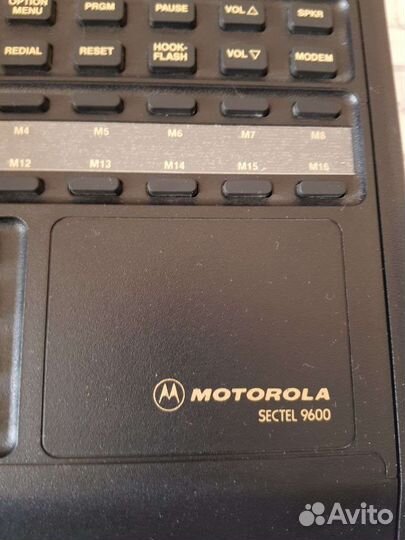 OPTION MENU PRGM PAUSE VOL △ SPKR
REDIAL RESET HOOK-FLASH VOL ▽ MODEM
M4 M5 M6 M7 M8
M12 M13 M14 M15 M16
MOTOROLA
SECTEL 9600
Avito